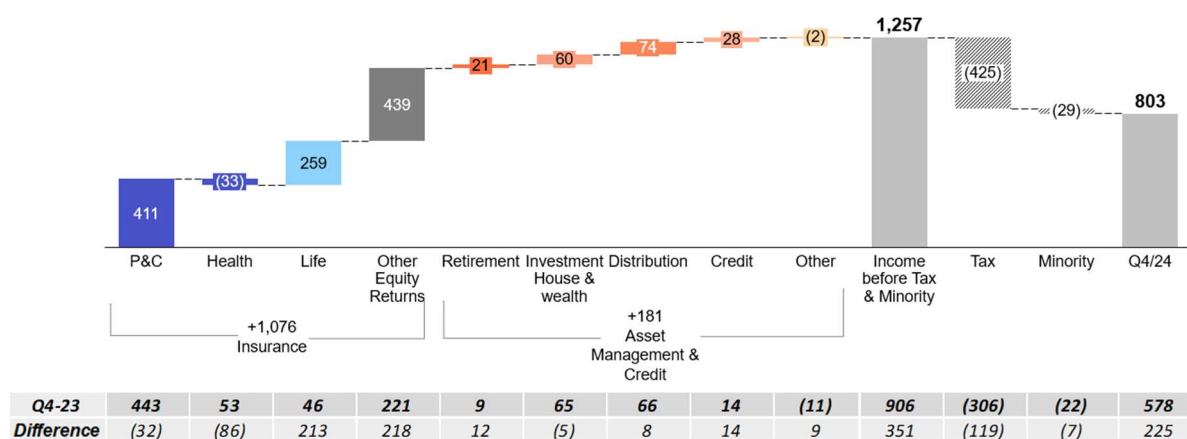 1,257
(2)
28
74
60
21
(425)
439
803
(29)
259
(33)
411
P&C Health Life Other Equity Returns Retirement Investment House & wealth Distribution Credit Other Income before Tax & Minority Tax Minority Q4/24
+1,076
Insurance
+181
Asset
Management &
Credit
Q4-23 443 53 46 221 9 65 66 14 (11) 906 (306) (22) 578
Difference (32) (86) 213 218 12 (5) 8 14 9 351 (119) (7) 225